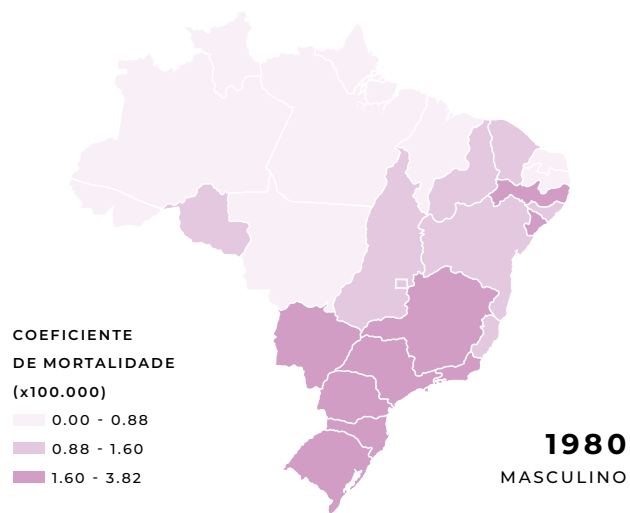 COEFICIENTE
DE MORTALIDADE
(x100.000)
0.00 - 0.88
0.88 - 1.60
1.60 - 3.82
1980
MASCULINO